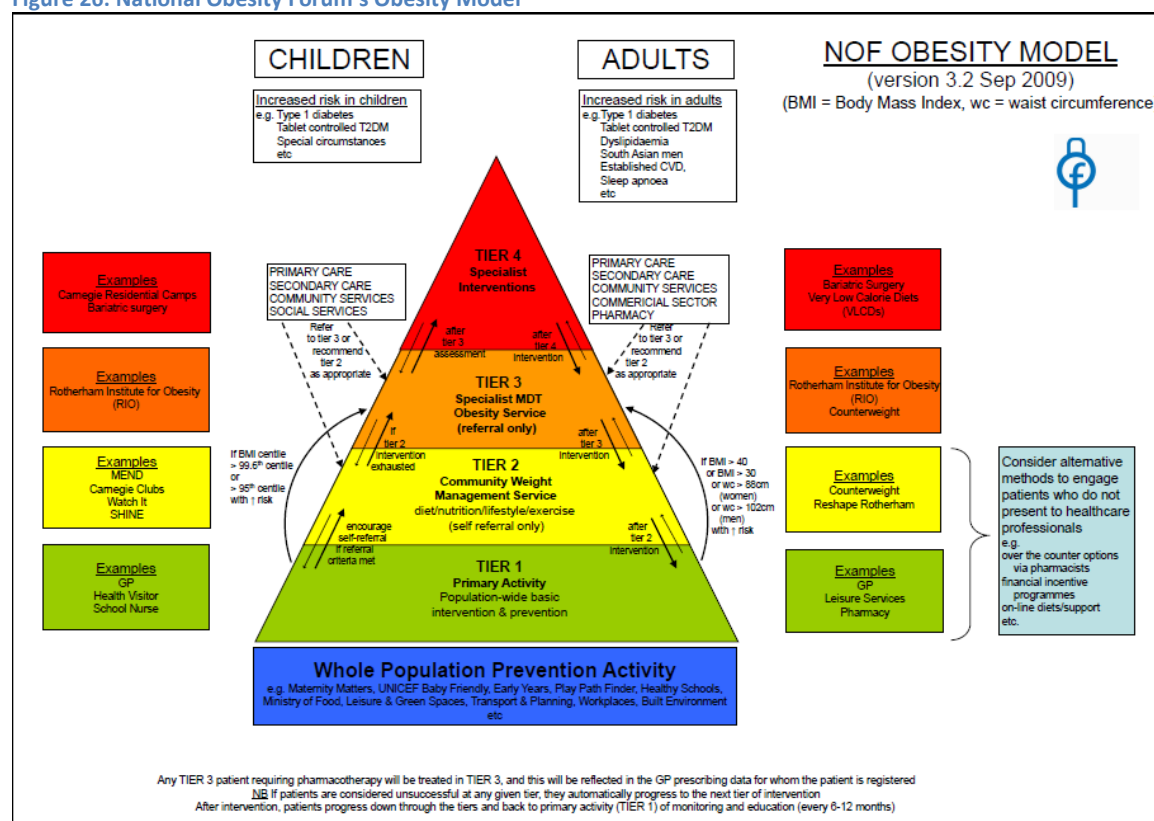 Figure 20: National Obesity Forum's Obesity Model
CHILDREN
ADULTS
NOF OBESITY MODEL
(version 3.2 Sep 2009)
(BMI = Body Mass Index, wc = waist circumference
Increased risk in children
e.g. Type 1 diabetes
Tablet controlled T2DM
Special circumstances
etc
Increased risk in adults
e.g. Type 1 diabetes
Tablet controlled T2DM
Dyslipidaemia
South Asian men
Established CVD,
Sleep apnoea
etc
Examples
Carnegie Residential Camps
Bariatric surgery
Examples
Rotherham Institute for Obesity
(RIO)
Examples
MEND
Carnegie Clubs
Watch It
SHINE
Examples
GP
Health Visitor
School Nurse
PRIMARY CARE
SECONDARY CARE
COMMUNITY SERVICES
SOCIAL SERVICES
Refer
to tier 3 or
recommend
tier 2
as appropriate
If BMI centile
> 99.6th centile
or
> 95th centile
with ↑ risk
TIER 4
Specialist
Interventions
after
tier 3
assessment
after
tier 4
intervention
TIER 3
Specialist MDT
Obesity Service
(referral only)
If
tier 2
intervention
exhausted
after
tier 3
intervention
TIER 2
Community Weight
Management Service
diet/nutrition/lifestyle/exercise
(self referral only)
encourage
self-referral
if referral
criteria met
after
tier 2
intervention
TIER 1
Primary Activity
Population-wide basic
intervention & prevention
PRIMARY CARE
SECONDARY CARE
COMMUNITY SERVICES
COMMERICIAL SECTOR
PHARMACY
Refer
to tier 3 or
recommend
tier 2
as appropriate
If BMI > 40
or BMI > 30
or wc > 88cm
(women)
or wc > 102cm
(men)
with ↑ risk
Examples
Bariatric Surgery
Very Low Calorie Diets
(VLCDs)
Examples
Rotherham Institute for Obesity
(RIO)
Counterweight
Examples
Counterweight
Reshape Rotherham
Examples
GP
Leisure Services
Pharmacy
Consider alternative
methods to engage
patients who do not
present to healthcare
professionals
e.g.
over the counter options
via pharmacists
financial incentive
programmes
on-line diets/support
etc.
Whole Population Prevention Activity
e.g. Maternity Matters, UNICEF Baby Friendly, Early Years, Play Path Finder, Healthy Schools,
Ministry of Food, Leisure & Green Spaces, Transport & Planning, Workplaces, Built Environment
etc
Any TIER 3 patient requiring pharmacotherapy will be treated in TIER 3, and this will be reflected in the GP prescribing data for whom the patient is registered
NB If patients are considered unsuccessful at any given tier, they automatically progress to the next tier of intervention
After intervention, patients progress down through the tiers and back to primary activity (TIER 1) of monitoring and education (every 6-12 months)